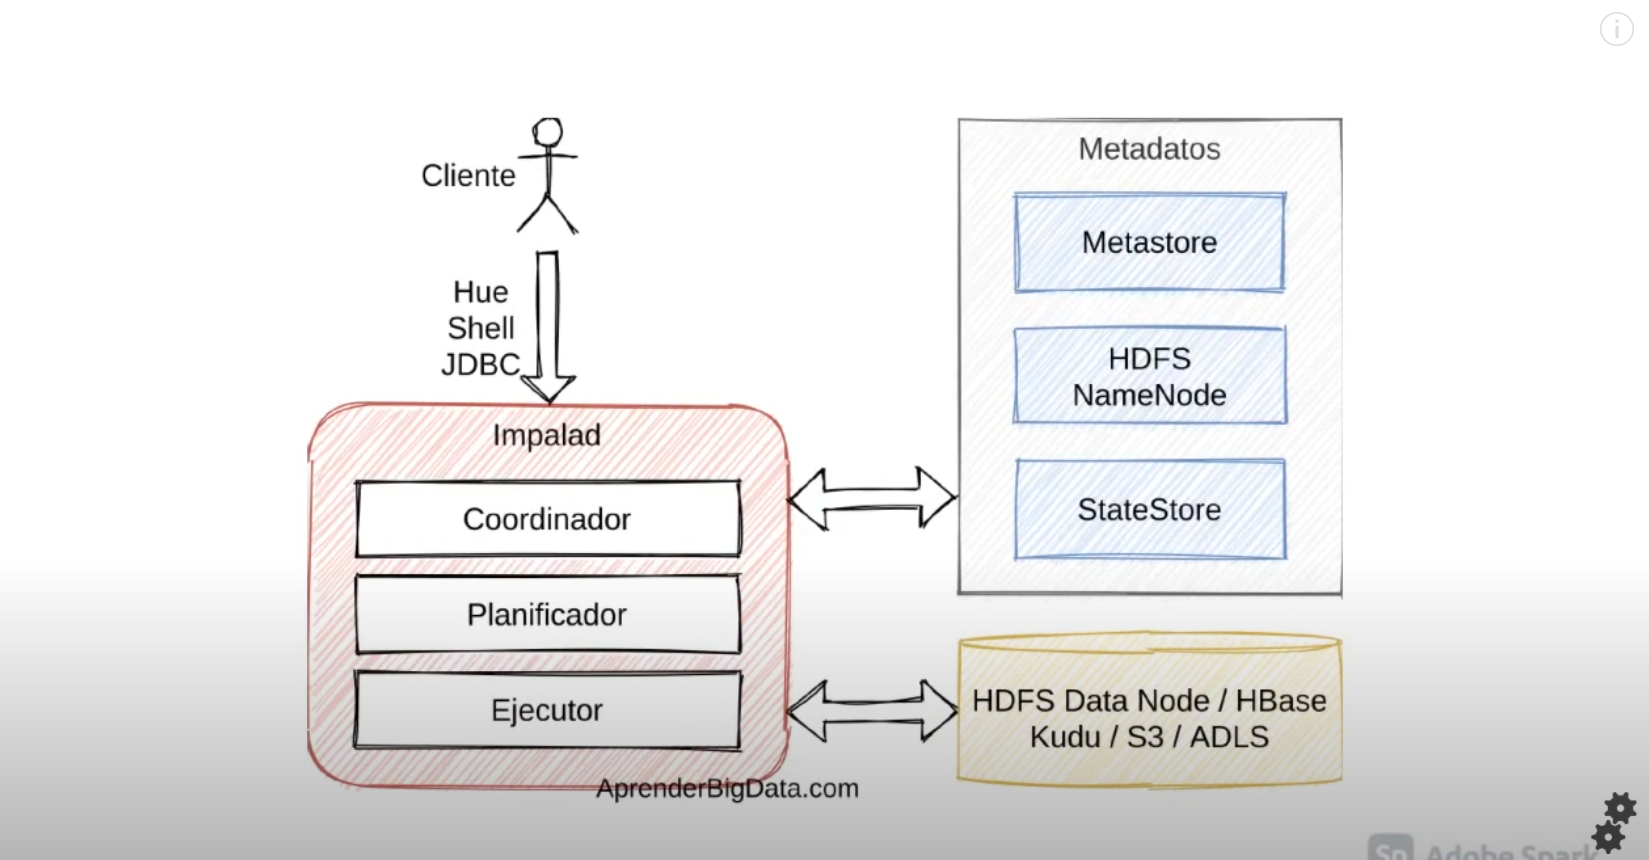 Cliente
Hue
Shell
JDBC
Impalad
Coordinador
Planificador
Ejecutor
AprenderBigData.com
Metadatos
Metastore
HDFS
NameNode
StateStore
HDFS Data Node / HBase
Kudu / S3 / ADLS
Sp Adobe Spark